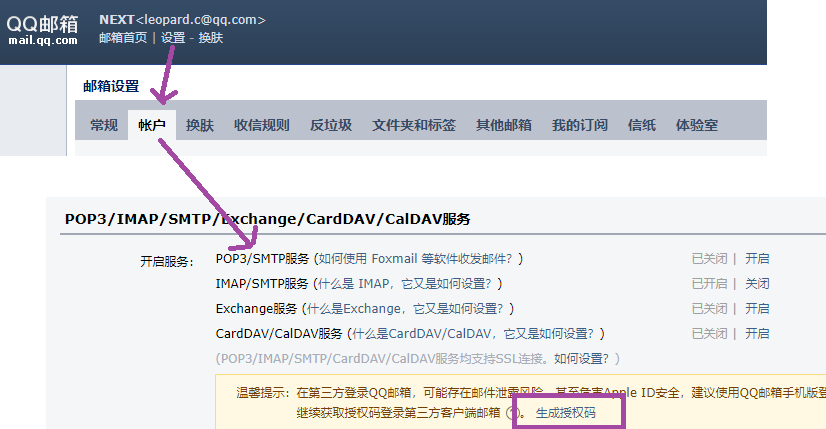 QQ邮箱
mail.qq.com
NEXT<leopard.c@qq.com>
邮箱首页 | 设置 - 换肤
邮箱设置
常规 帐户 换肤 收信规则 反垃圾 文件夹和标签 其他邮箱 我的订阅 信纸 体验室
POP3/IMAP/SMTP/Exchange/CardDAV/CalDAV服务
开启服务： POP3/SMTP服务 (如何使用 Foxmail 等软件收发邮件？) 已关闭 | 开启
IMAP/SMTP服务 (什么是 IMAP，它又是如何设置？) 已开启 | 关闭
Exchange服务 (什么是Exchange，它又是如何设置？) 已关闭 | 开启
CardDAV/CalDAV服务 (什么是CardDAV/CalDAV，它又是如何设置？) 已关闭 | 开启
(POP3/IMAP/SMTP/CardDAV/CalDAV服务均支持SSL连接。如何设置？)
温馨提示：在第三方登录QQ邮箱，可能存在邮件泄露风险，甚至危害Apple ID安全，建议使用QQ邮箱手机版登
继续获取授权码登录第三方客户端邮箱 。 生成授权码